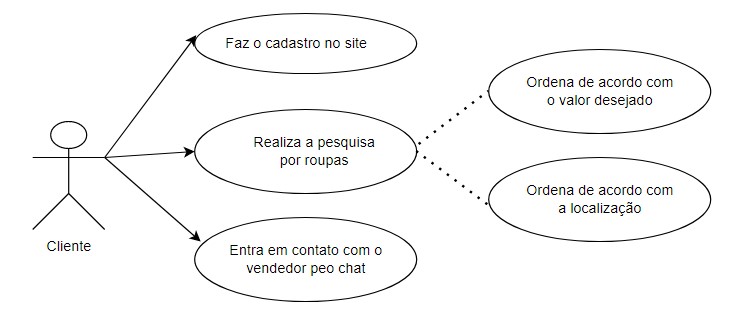 Faz o cadastro no site
Ordena de acordo com
o valor desejado
Realiza a pesquisa
por roupas
Ordena de acordo com
a localização
Cliente
Entra em contato com o
vendedor peo chat